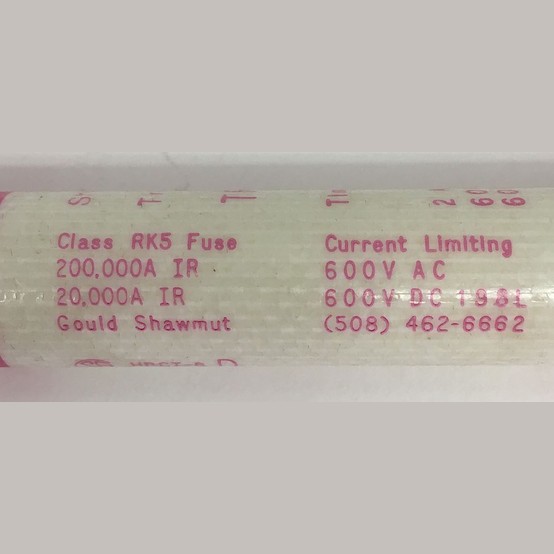 Class RK5 Fuse Current Limiting
200,000A IR 600V AC
20,000A IR 600V DC
Gould Shawmut (508) 462-6662